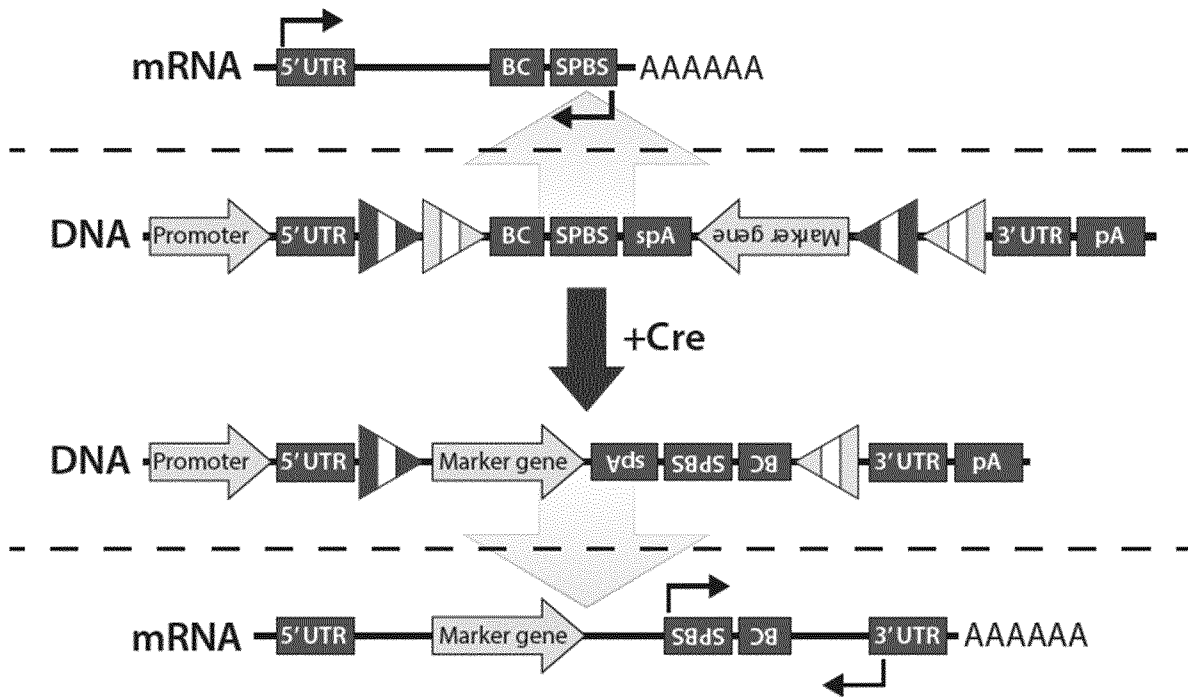 mRNA 5' UTR BC SPBS AAAAAA
DNA Promoter 5' UTR BC SPBS spA Marker gene 3' UTR pA
+Cre
DNA Promoter 5' UTR Marker gene spA SPBS BC 3' UTR pA
mRNA 5' UTR Marker gene SPBS BC 3' UTR AAAAAA